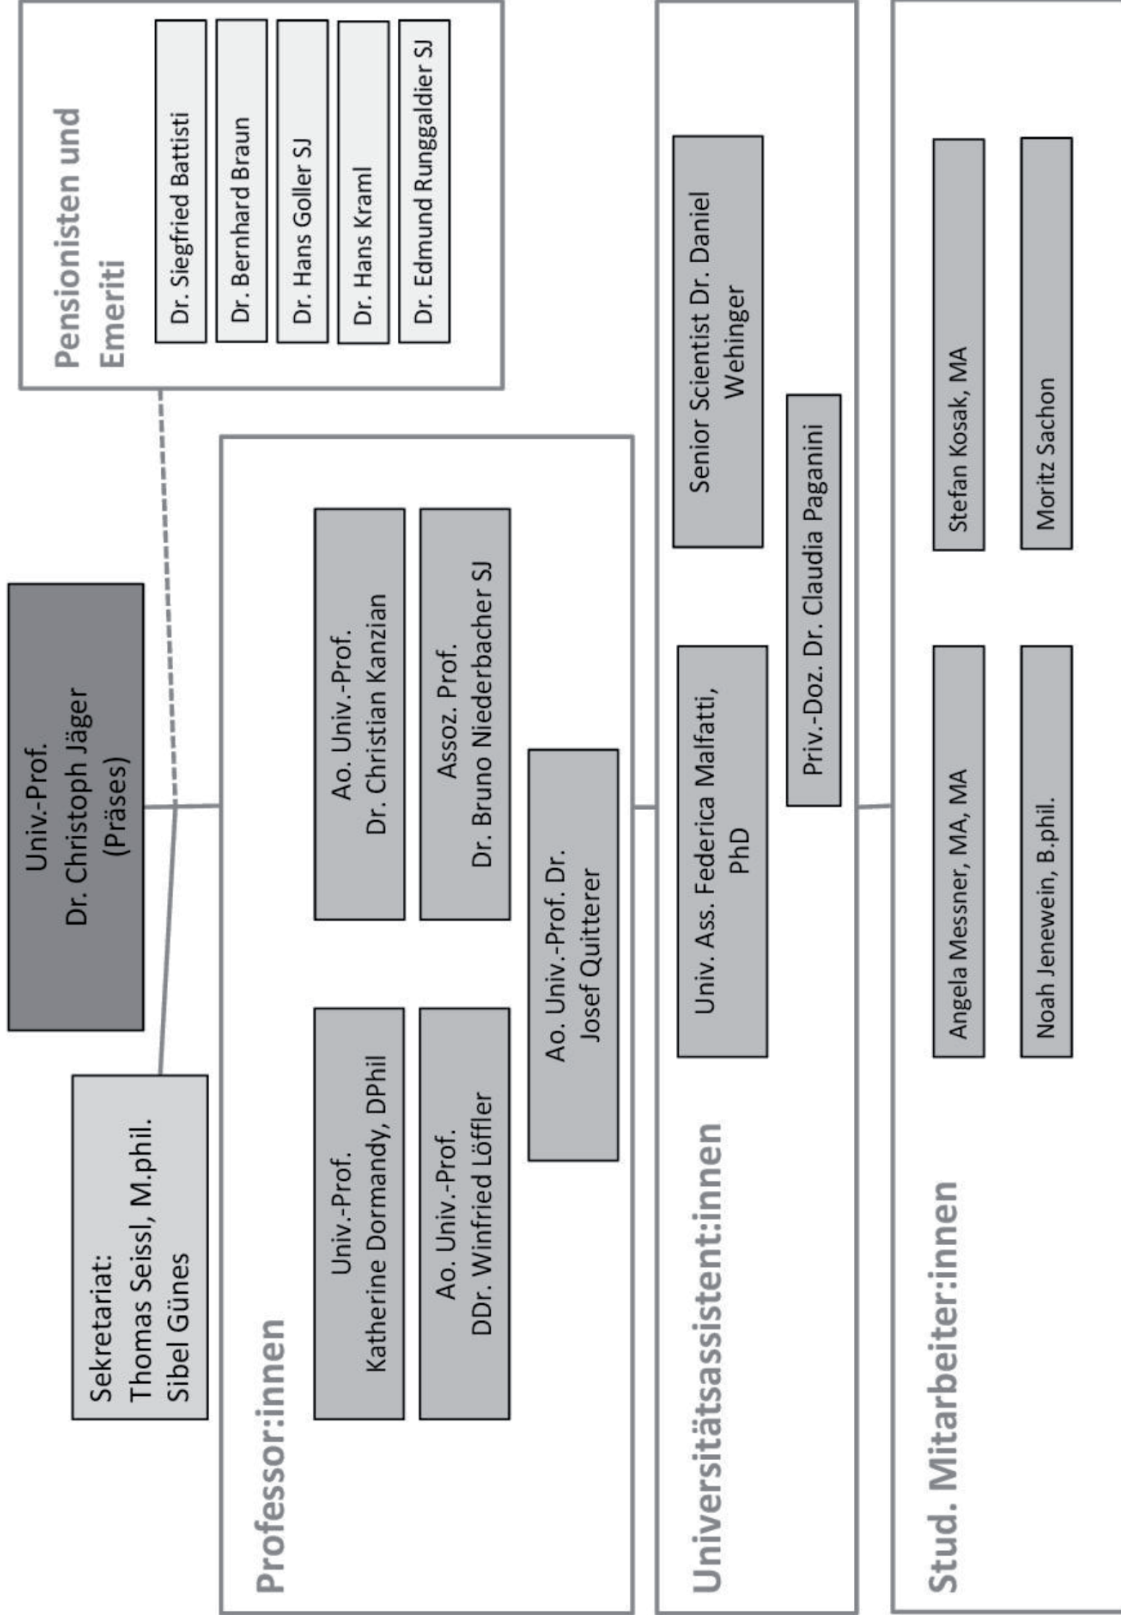 Univ.-Prof.
Dr. Christoph Jäger
(Präses)
Sekretariat:
Thomas Seissl, M.phil.
Sibel Günes
Pensionisten und
Emeriti
Dr. Siegfried Battisti
Dr. Bernhard Braun
Dr. Hans Goller SJ
Dr. Hans Kraml
Dr. Edmund Runggaldier SJ
Professor:innen
Univ.-Prof.
Katherine Dormandy, DPhil
Ao. Univ.-Prof.
Dr. Christian Kanzian
Ao. Univ.-Prof.
DDr. Winfried Löffler
Assoz. Prof.
Dr. Bruno Niederbacher SJ
Ao. Univ.-Prof. Dr.
Josef Quitterer
Universitätsassistent:innen
Univ. Ass. Federica Malfatti,
PhD
Senior Scientist Dr. Daniel
Wehinger
Priv.-Doz. Dr. Claudia Paganini
Stud. Mitarbeiter:innen
Angela Messner, MA, MA
Stefan Kosak, MA
Noah Jenewein, B.phil.
Moritz Sachon